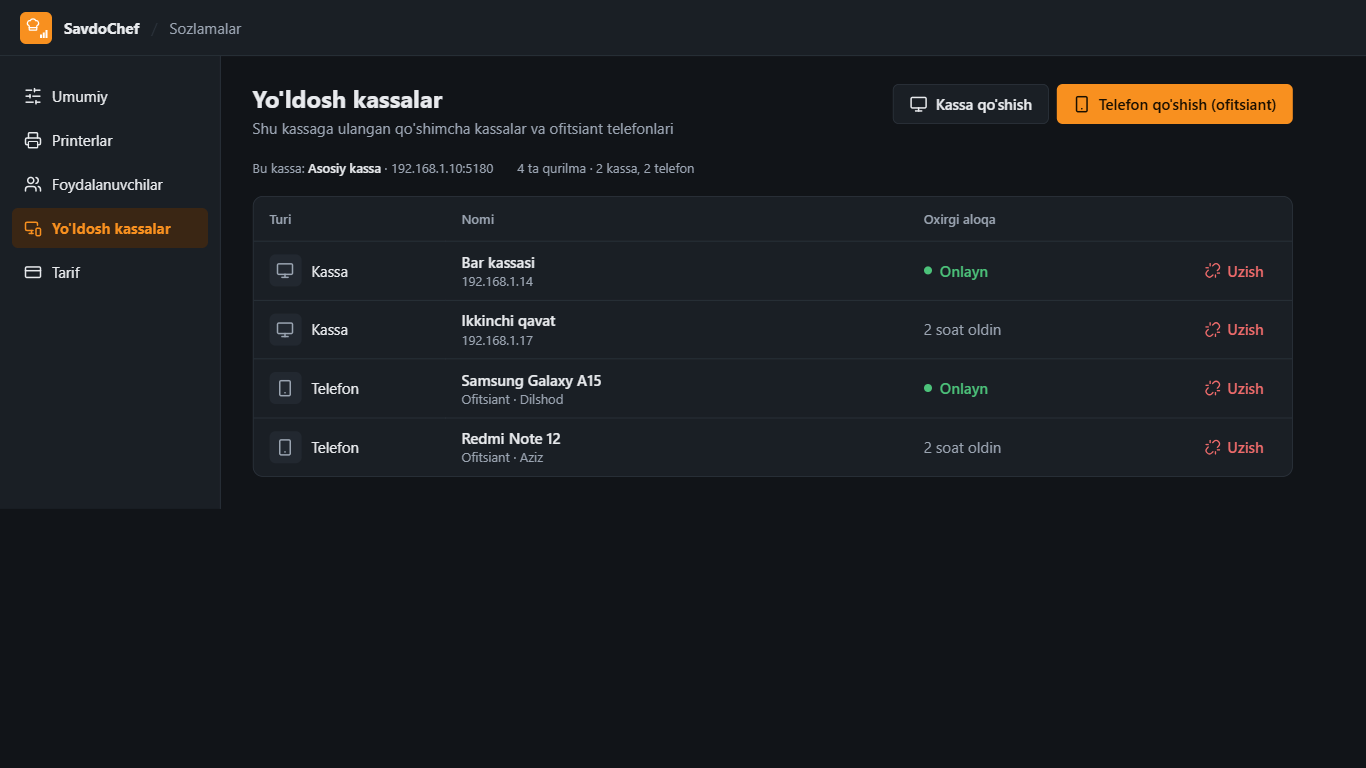 SavdoChef / Sozlamalar
Umumiy
Printerlar
Foydalanuvchilar
Yo'ldosh kassalar
Tarif
Yo'ldosh kassalar
Shu kassaga ulangan qo'shimcha kassalar va ofitsiant telefonlari
Kassa qo'shish
Telefon qo'shish (ofitsiant)
Bu kassa: Asosiy kassa · 192.168.1.10:5180 4 ta qurilma · 2 kassa, 2 telefon
Turi Nomi Oxirgi aloqa
Kassa Bar kassasi Onlayn Uzish
192.168.1.14
Kassa Ikkinchi qavat 2 soat oldin Uzish
192.168.1.17
Telefon Samsung Galaxy A15 Onlayn Uzish
Ofitsiant · Dilshod
Telefon Redmi Note 12 2 soat oldin Uzish
Ofitsiant · Aziz